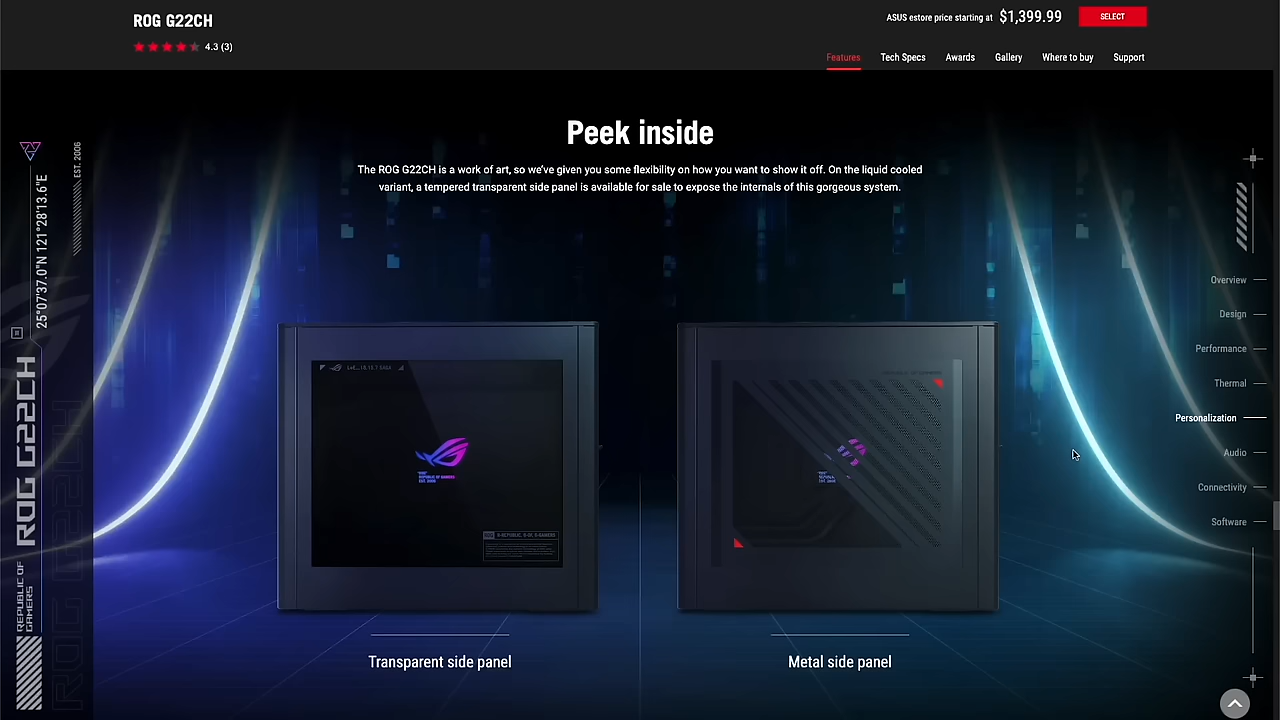 ROG G22CH
ASUS estore price starting at $1,399.99
SELECT
4.3 (3)
Features
Tech Specs
Awards
Gallery
Where to buy
Support
EST. 2006
25°07'37.0"N 121°28'13.6"E
ROG G22CH
REPUBLIC OF
GAMERS
ROG G22CH
Peek inside
The ROG G22CH is a work of art, so we've given you some flexibility on how you want to show it off. On the liquid cooled
variant, a tempered transparent side panel is available for sale to expose the internals of this gorgeous system.
REPUBLIC OF GAMERS
Transparent side panel
Metal side panel
Overview
Design
Performance
Thermal
Personalization
Audio
Connectivity
Software